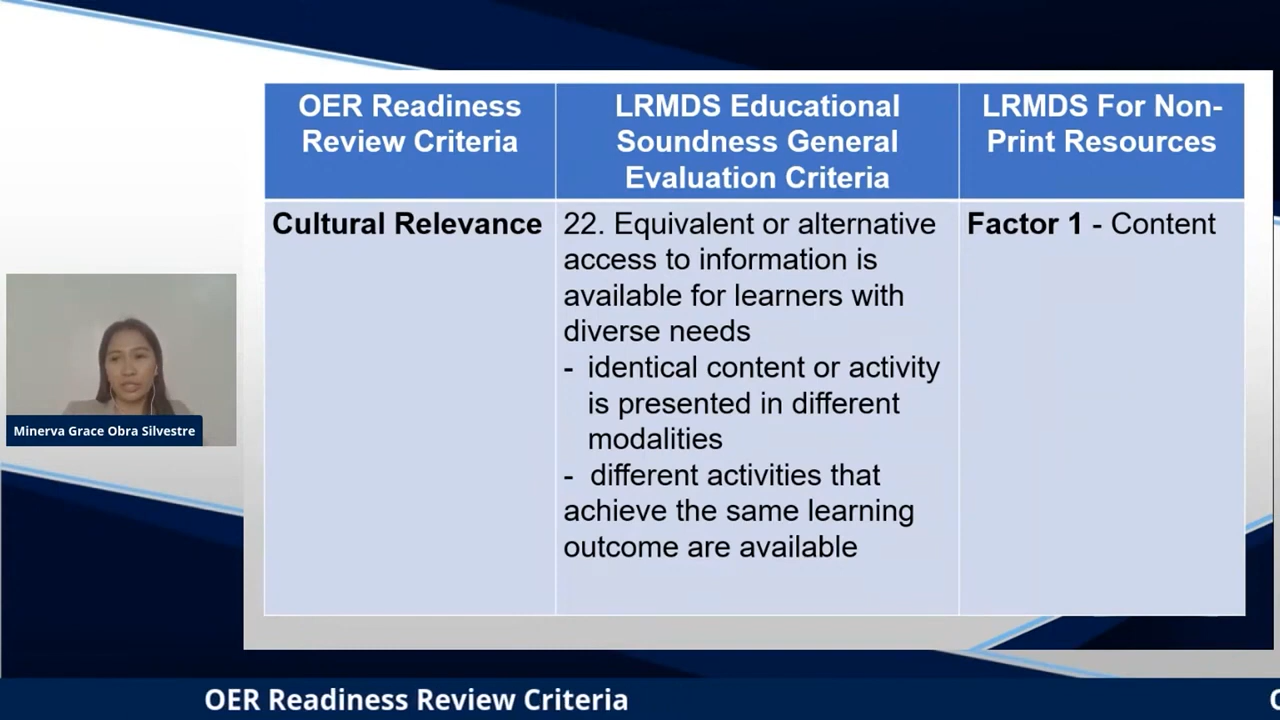 OER Readiness
Review Criteria
LRMDS Educational
Soundness General
Evaluation Criteria
LRMDS For Non-
Print Resources
Cultural Relevance
22. Equivalent or alternative
access to information is
available for learners with
diverse needs
- identical content or activity
is presented in different
modalities
- different activities that
achieve the same learning
outcome are available
Factor 1 - Content
Minerva Grace Obra Silvestre
OER Readiness Review Criteria